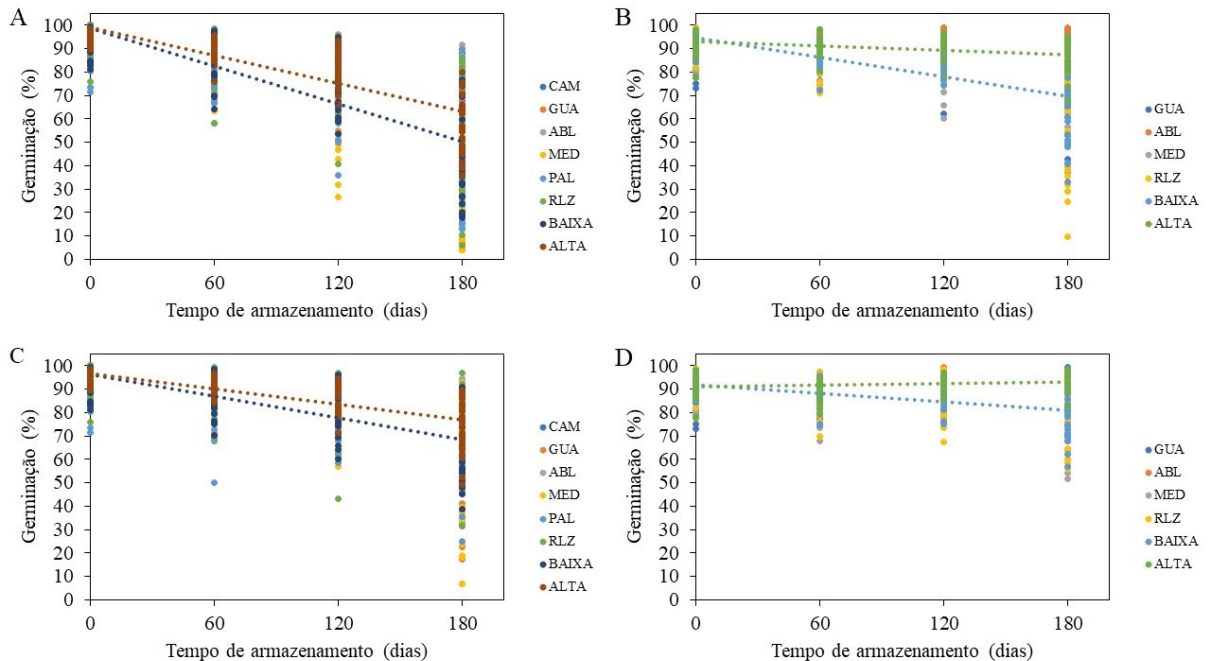 A
Germinação (%)
100
90
80
70
60
50
40
30
20
10
0
0 60 120 180
Tempo de armazenamento (dias)
CAM
GUA
ABL
MED
PAL
RLZ
BAIXA
ALTA
B
Germinação (%)
100
90
80
70
60
50
40
30
20
10
0
0 60 120 180
Tempo de armazenamento (dias)
GUA
ABL
MED
RLZ
BAIXA
ALTA
C
Germinação (%)
100
90
80
70
60
50
40
30
20
10
0
0 60 120 180
Tempo de armazenamento (dias)
CAM
GUA
ABL
MED
PAL
RLZ
BAIXA
ALTA
D
Germinação (%)
100
90
80
70
60
50
40
30
20
10
0
0 60 120 180
Tempo de armazenamento (dias)
GUA
ABL
MED
RLZ
BAIXA
ALTA